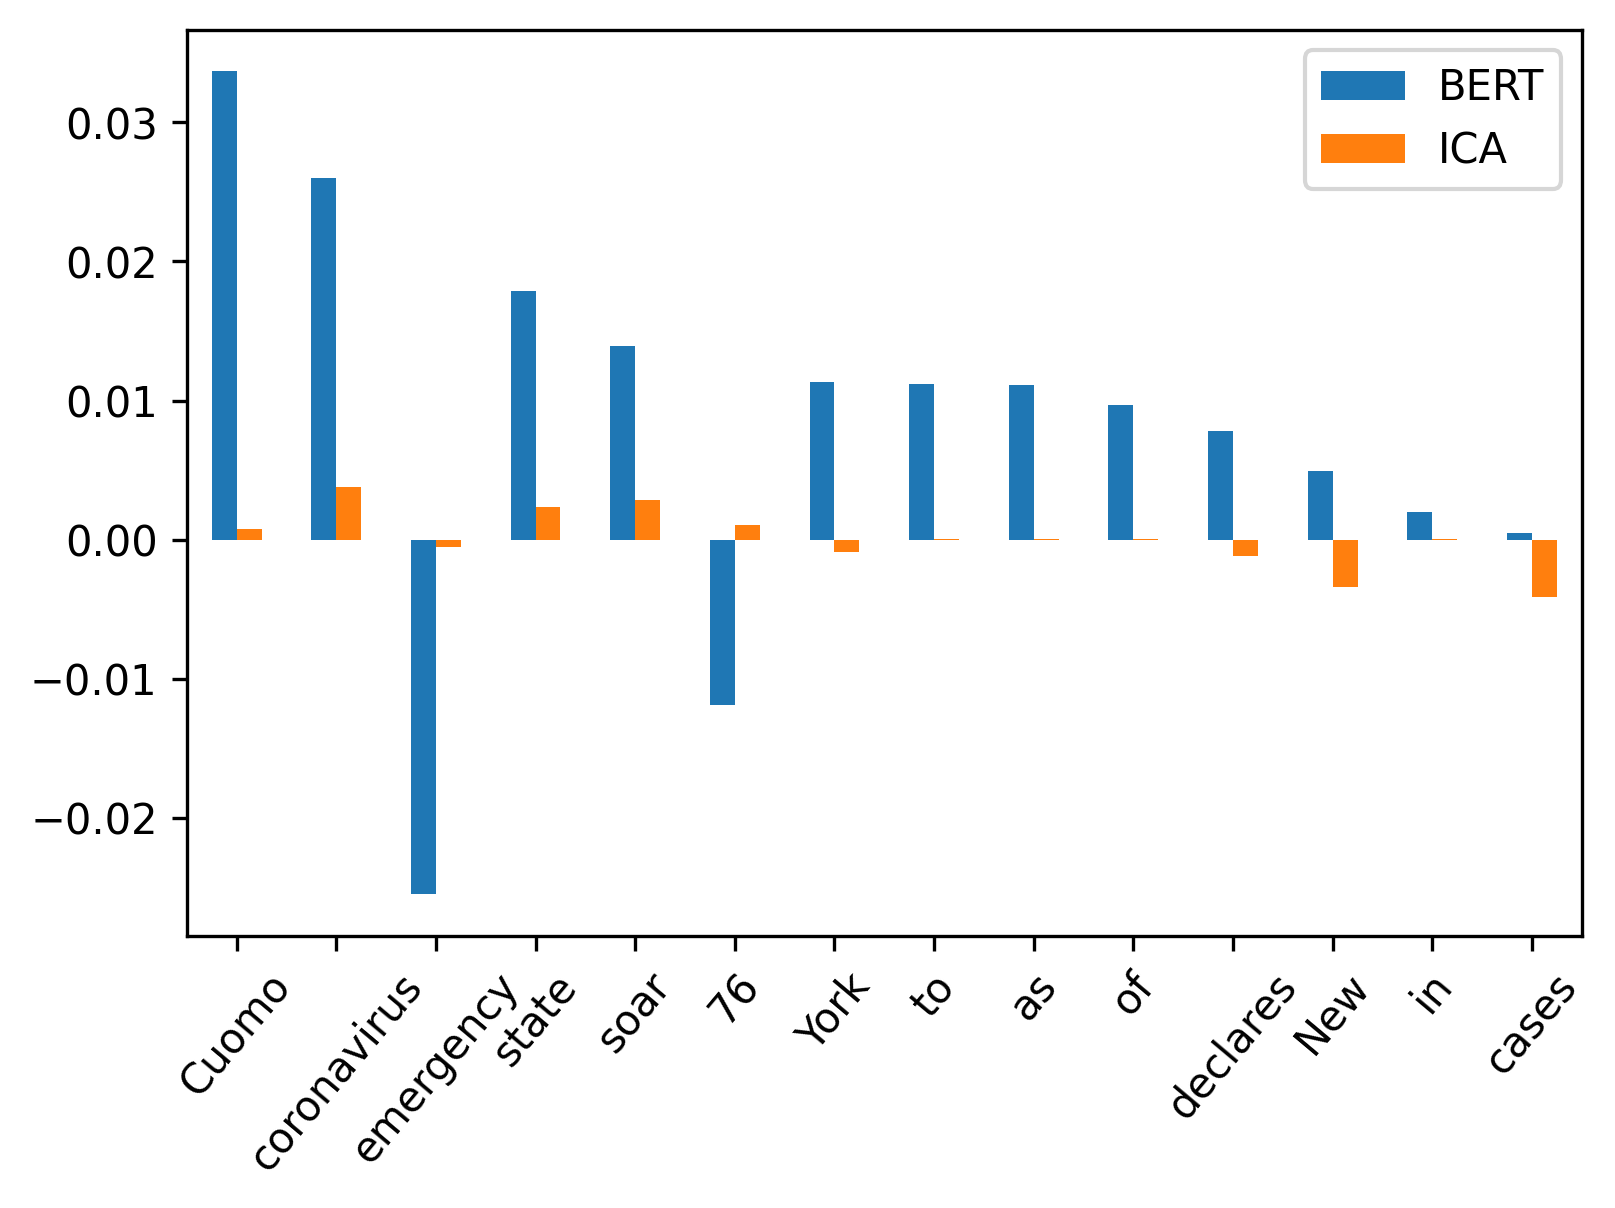 BERT
ICA
0.03
0.02
0.01
0.00
−0.01
−0.02
Cuomo
coronavirus
emergency
state
soar
76
York
to
as
of
declares
New
in
cases